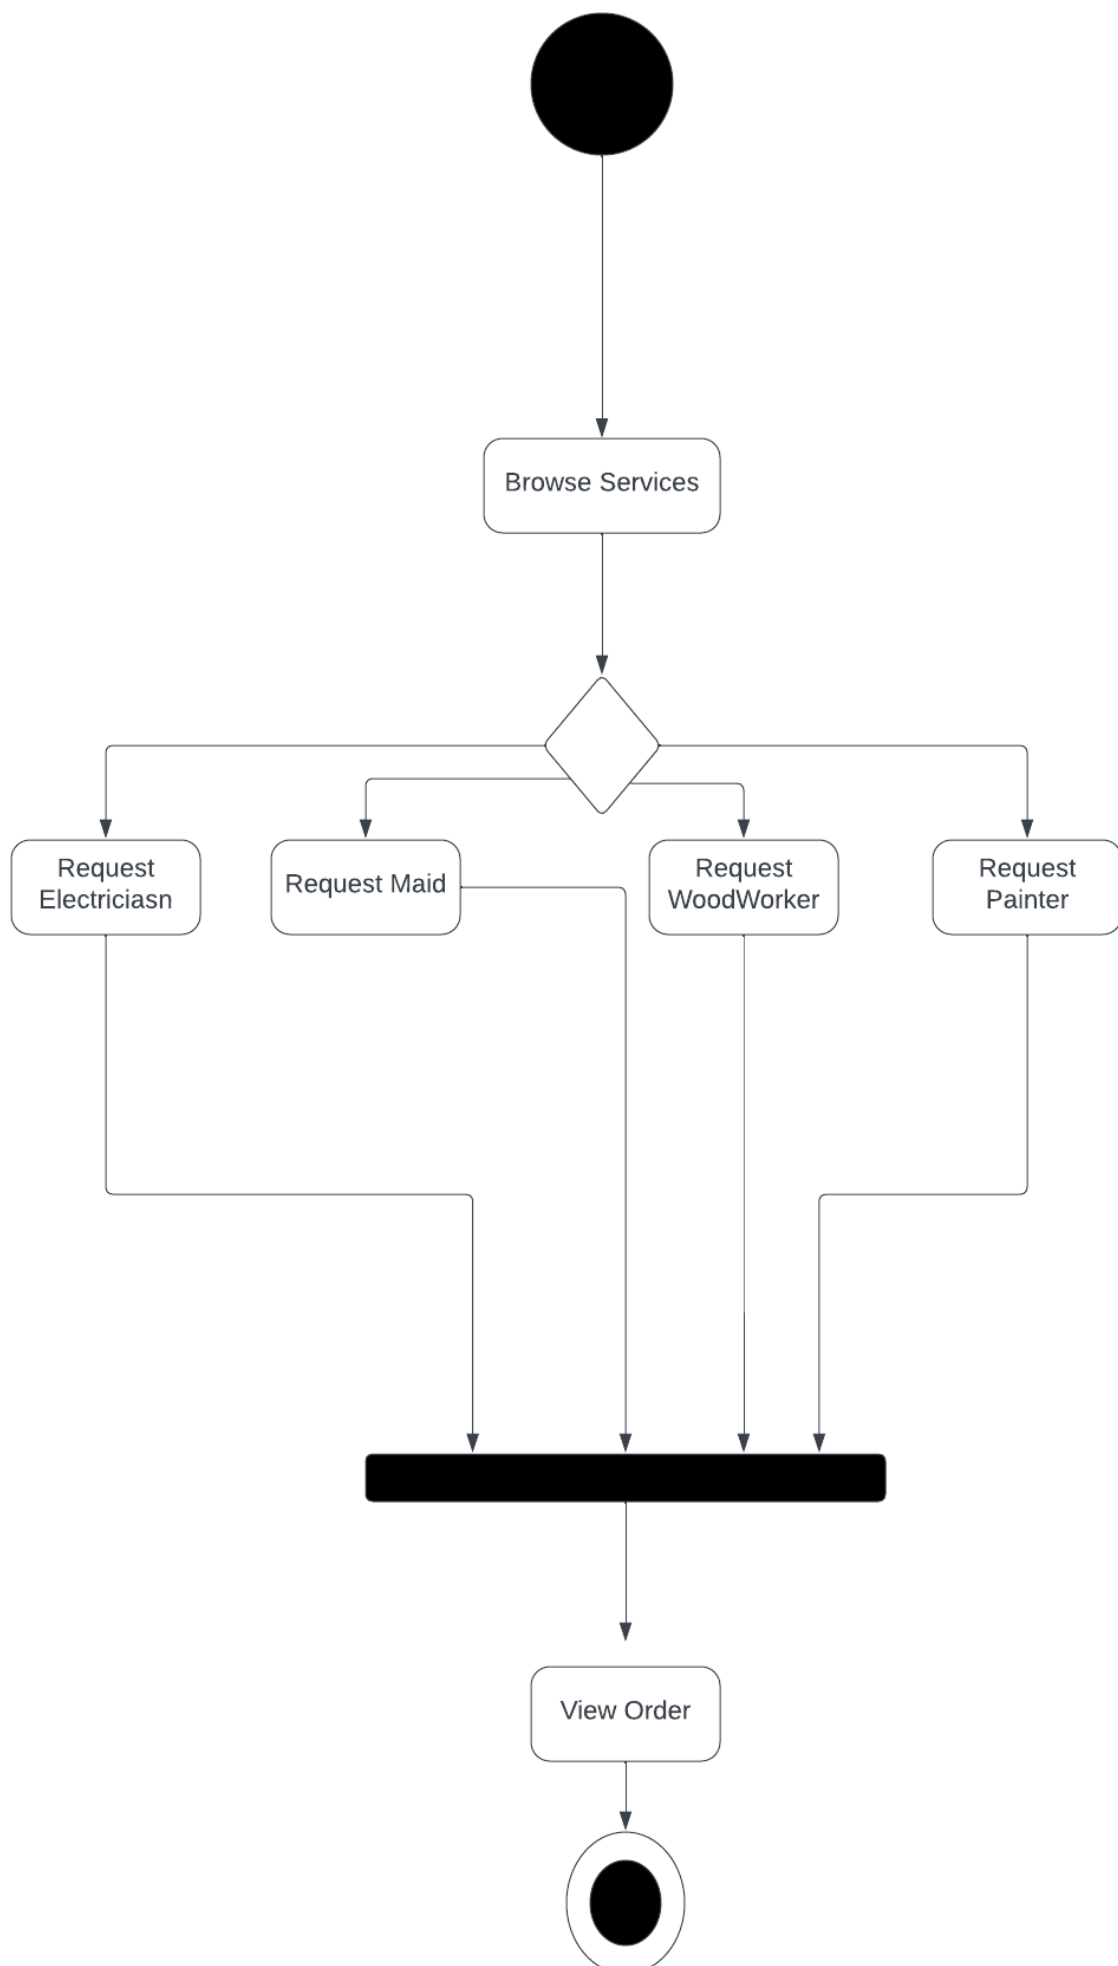 Browse Services
Request
Electriciasn
Request Maid
Request
WoodWorker
Request
Painter
View Order